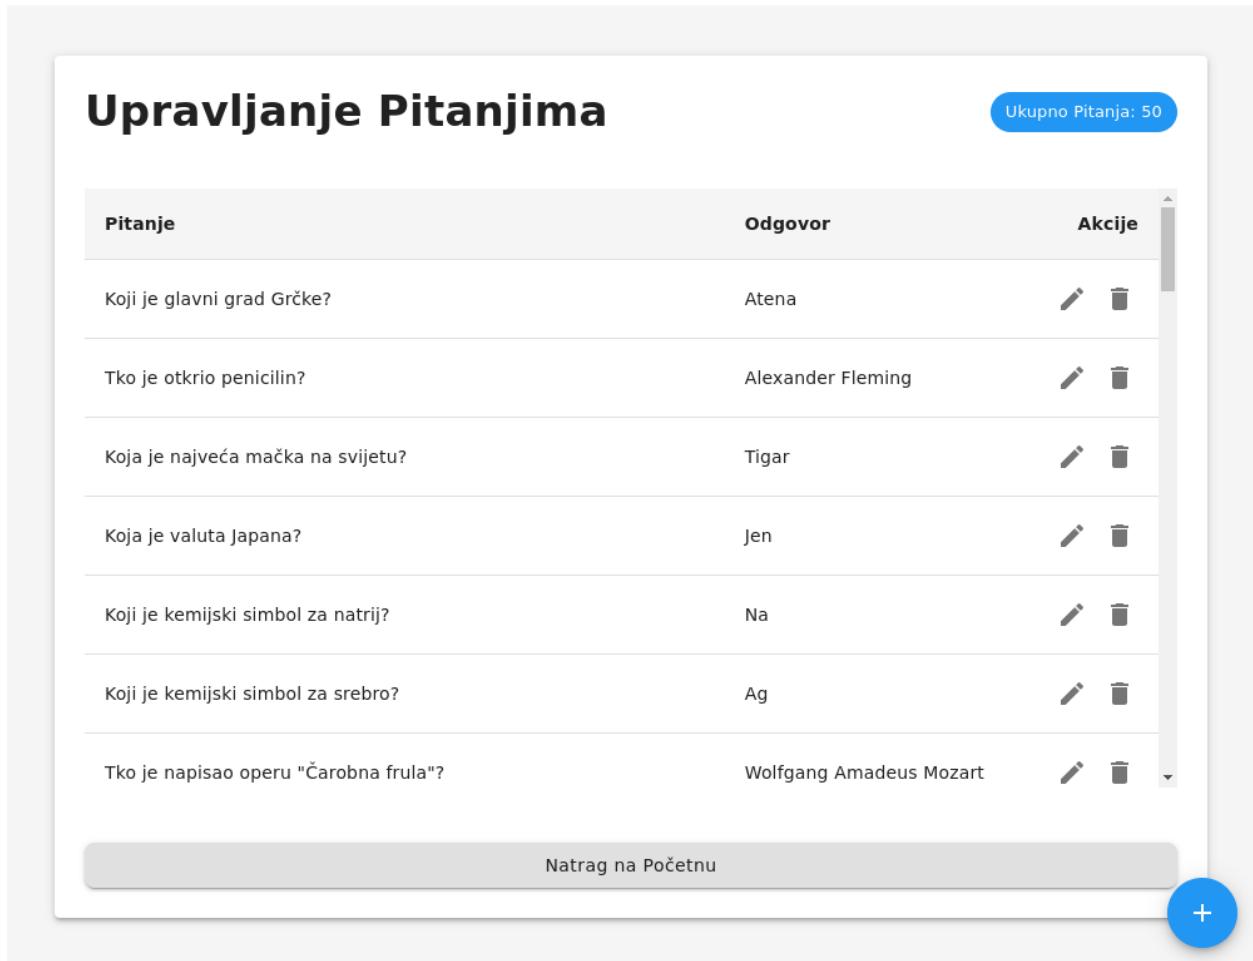 Upravljanje Pitanjima
Ukupno Pitanja: 50
Pitanje Odgovor Akcije
Koji je glavni grad Grčke? Atena
Tko je otkrio penicilin? Alexander Fleming
Koja je najveća mačka na svijetu? Tigar
Koja je valuta Japana? Jen
Koji je kemijski simbol za natrij? Na
Koji je kemijski simbol za srebro? Ag
Tko je napisao operu "Čarobna frula"? Wolfgang Amadeus Mozart
Natrag na Početnu
+